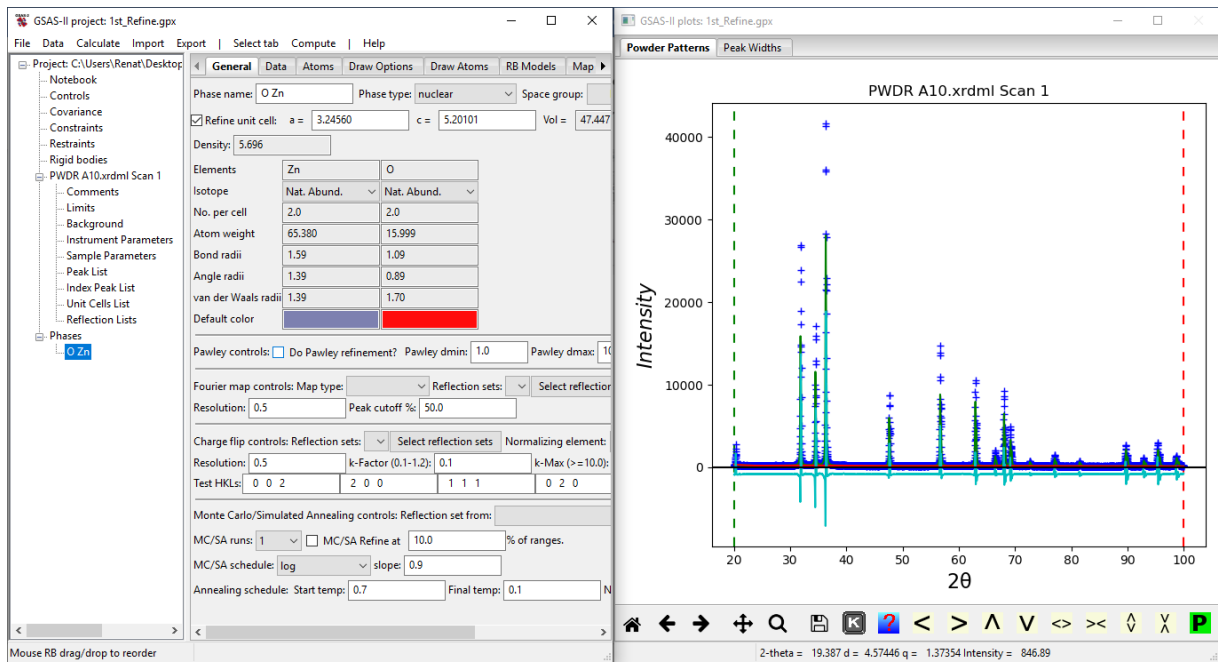 GSAS-II project: 1st_Refine.gpx
File Data Calculate Import Export | Select tab Compute | Help
Project: C:\Users\Renat\Desktop
Notebook
Controls
Covariance
Constraints
Restraints
Rigid bodies
PWDR A10.xrdml Scan 1
Comments
Limits
Background
Instrument Parameters
Sample Parameters
Peak List
Index Peak List
Unit Cells List
Reflection Lists
Phases
O Zn
General Data Atoms Draw Options Draw Atoms RB Models Map
Phase name: O Zn Phase type: nuclear Space group:
Refine unit cell: a = 3.24560 c = 5.20101 Vol = 47.447
Density: 5.696
Elements Zn O
Isotope Nat. Abund. Nat. Abund.
No. per cell 2.0 2.0
Atom weight 65.380 15.999
Bond radii 1.59 1.09
Angle radii 1.39 0.89
van der Waals radii 1.39 1.70
Default color
Pawley controls: Do Pawley refinement? Pawley dmin: 1.0 Pawley dmax: 10
Fourier map controls: Map type: Reflection sets: Select reflection
Resolution: 0.5 Peak cutoff %: 50.0
Charge flip controls: Reflection sets: Select reflection sets Normalizing element:
Resolution: 0.5 k-Factor (0.1-1.2): 0.1 k-Max (>=10.0):
Test HKLs: 0 0 2 2 0 0 1 1 1 0 2 0
Monte Carlo/Simulated Annealing controls: Reflection set from:
MC/SA runs: 1 MC/SA Refine at 10.0 % of ranges.
MC/SA schedule: log slope: 0.9
Annealing schedule: Start temp: 0.7 Final temp: 0.1 N
Mouse RB drag/drop to reorder
GSAS-II plots: 1st_Refine.gpx
Powder Patterns Peak Widths
PWDR A10.xrdml Scan 1
40000
30000
20000
10000
0
Intensity
20 30 40 50 60 70 80 90 100
2θ
K ? P
2-theta = 19.387 d = 4.57446 q = 1.37354 Intensity = 846.89